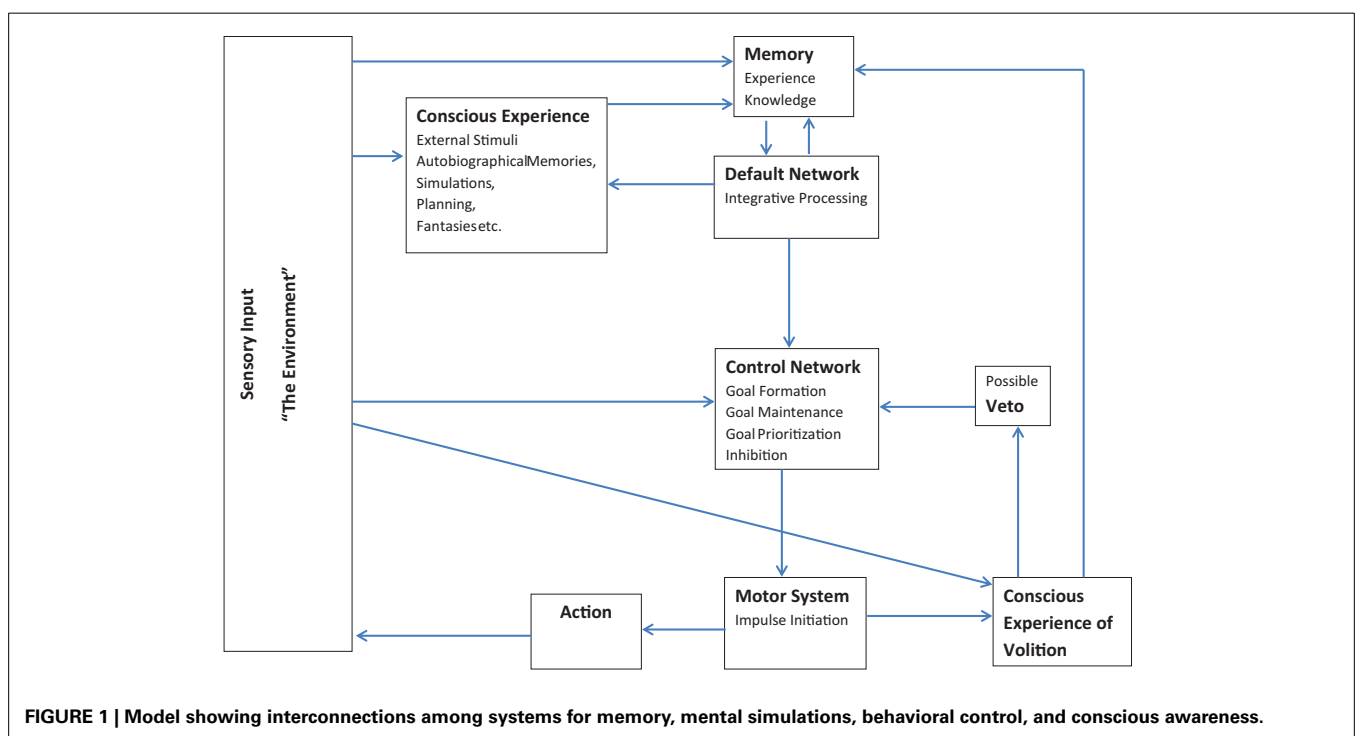 Sensory Input
"The Environment"
Memory
Experience
Knowledge
Conscious Experience
External Stimuli
AutobiographicalMemories,
Simulations,
Planning,
Fantasiesetc.
Default Network
Integrative Processing
Control Network
Goal Formation
Goal Maintenance
Goal Prioritization
Inhibition
Possible
Veto
Action
Motor System
Impulse Initiation
Conscious
Experience of
Volition
FIGURE 1 | Model showing interconnections among systems for memory, mental simulations, behavioral control, and conscious awareness.